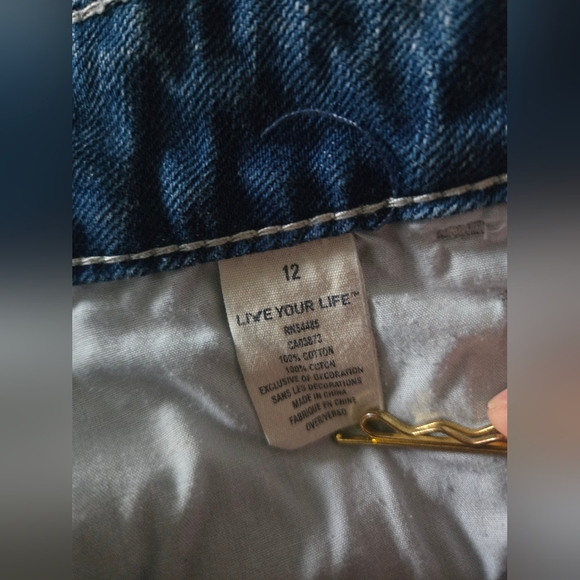 12
LIVE YOUR LIFE™
RN54485
CA03873
100% COTTON
100% COTON
EXCLUSIVE OF DECORATION
SANS LES DÉCORATIONS
MADE IN CHINA
FABRIQUÉ EN CHINE
OVER/VERSO